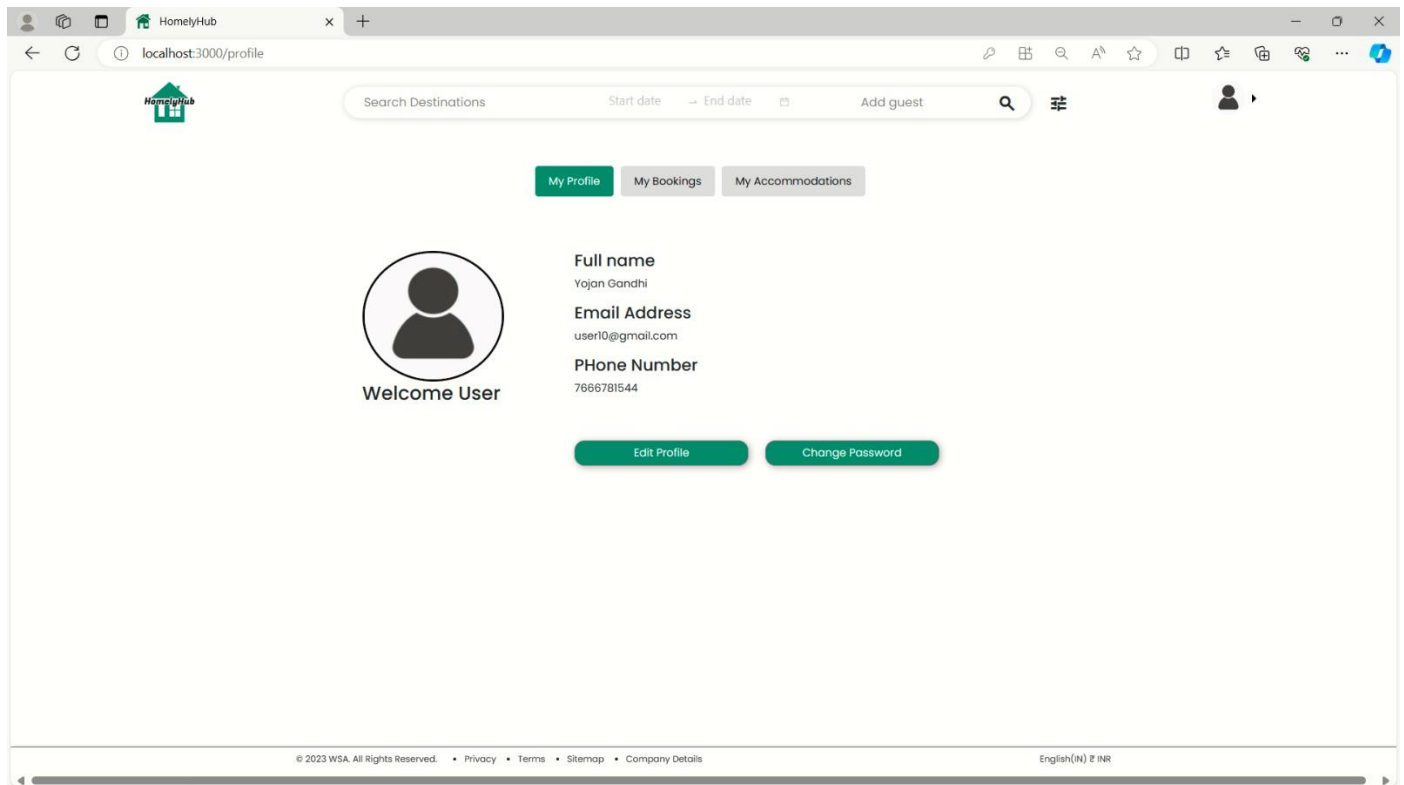 HomelyHub
localhost:3000/profile
HomelyHub
Search Destinations Start date → End date Add guest
My Profile My Bookings My Accommodations
Full name
Yojan Gandhi
Email Address
user10@gmail.com
PHone Number
7666781544
Welcome User
Edit Profile Change Password
© 2023 WSA. All Rights Reserved. • Privacy • Terms • Sitemap • Company Details English(IN) ₹ INR